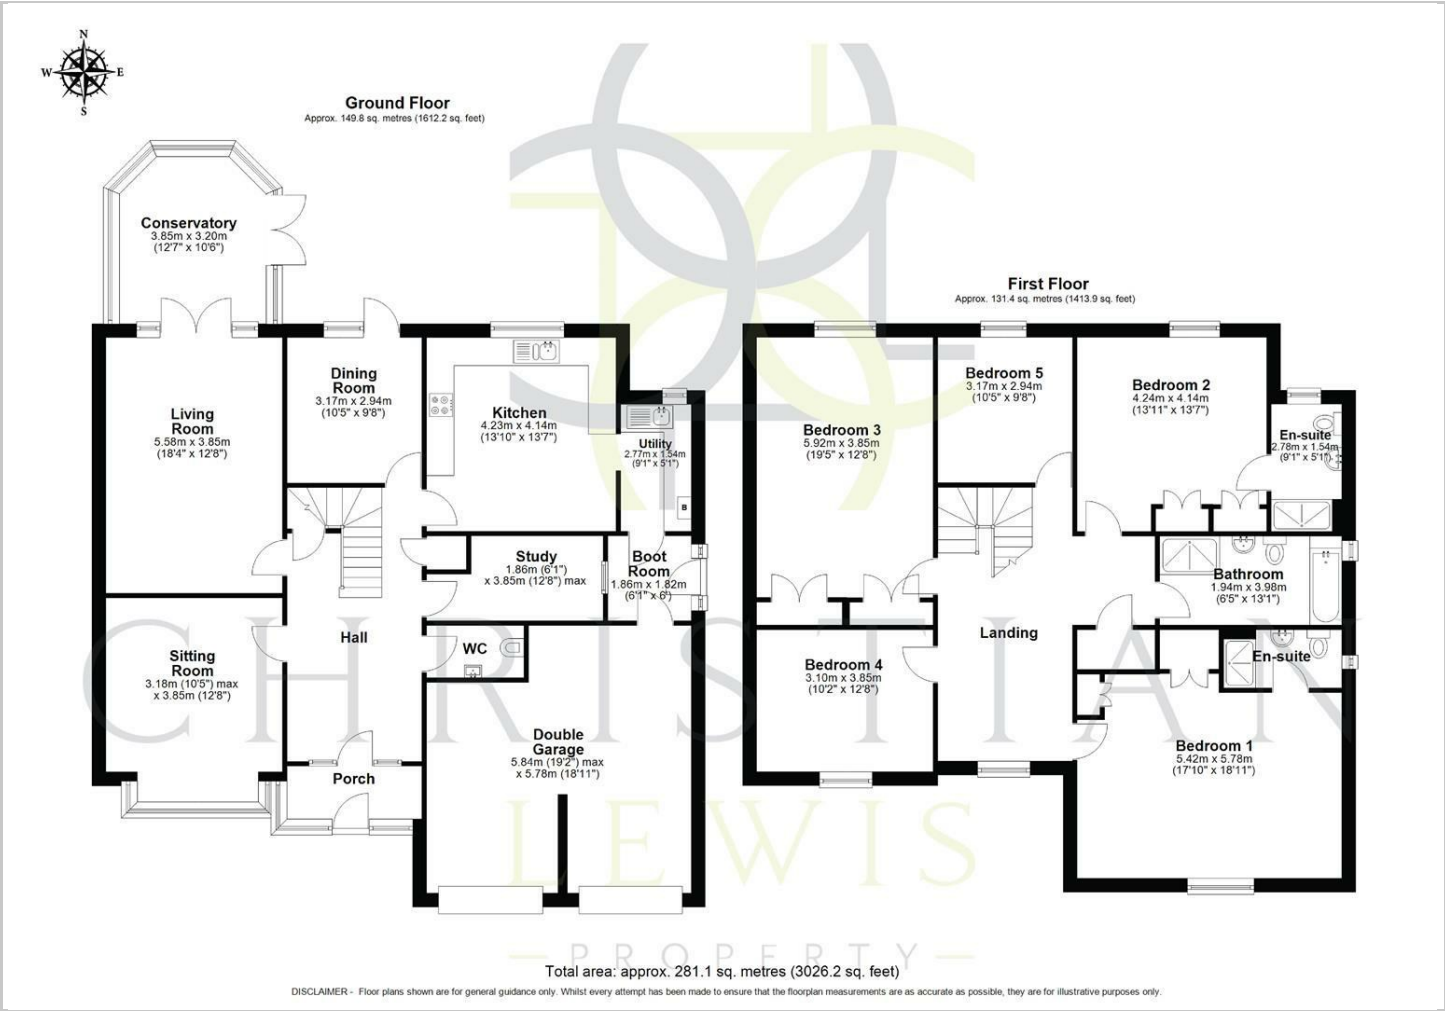 N
W E
S
Ground Floor
Approx. 149.8 sq. metres (1612.2 sq. feet)
Conservatory
3.85m x 3.20m
(12'7" x 10'6")
Living
Room
5.58m x 3.85m
(18'4" x 12'8")
Dining
Room
3.17m x 2.94m
(10'5" x 9'8")
Kitchen
4.23m x 4.14m
(13'10" x 13'7")
Utility
2.77m x 1.54m
(9'1" x 5'1")
B
Study
1.86m (6'1")
x 3.85m (12'8") max
Boot
Room
1.86m x 1.82m
(6'1" x 6')
Hall
WC
Sitting
Room
3.18m (10'5") max
x 3.85m (12'8")
Double
Garage
5.84m (19'2") max
x 5.78m (18'11")
Porch
First Floor
Approx. 131.4 sq. metres (1413.9 sq. feet)
Bedroom 3
5.92m x 3.85m
(19'5" x 12'8")
Bedroom 5
3.17m x 2.94m
(10'5" x 9'8")
Bedroom 2
4.24m x 4.14m
(13'11" x 13'7")
En-suite
2.78m x 1.54m
(9'1" x 5'1")
Bathroom
1.94m x 3.98m
(6'5" x 13'1")
Landing
En-suite
Bedroom 4
3.10m x 3.85m
(10'2" x 12'8")
Bedroom 1
5.42m x 5.78m
(17'10" x 18'11")
CHRISTIAN
LEWIS
PROPERTY
Total area: approx. 281.1 sq. metres (3026.2 sq. feet)
DISCLAIMER - Floor plans shown are for general guidance only. Whilst every attempt has been made to ensure that the floorplan measurements are as accurate as possible, they are for illustrative purposes only.